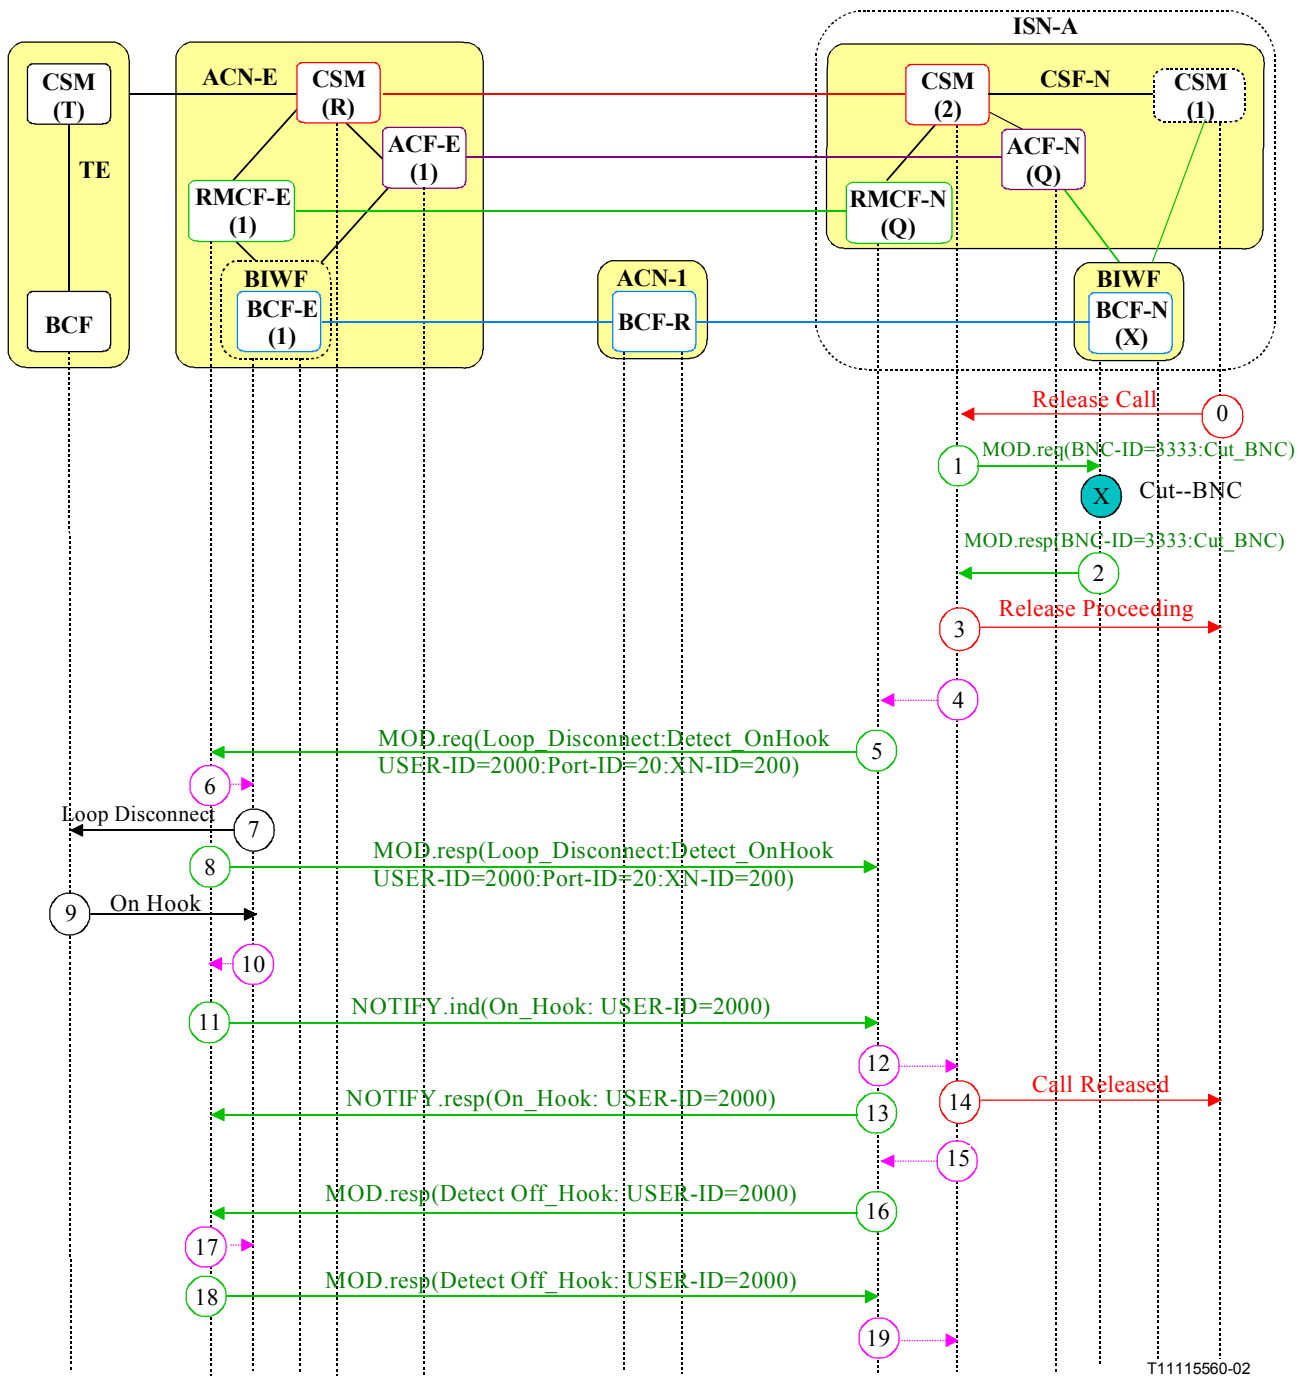 ISN-A
CSM
(T)
TE
BCF
ACN-E
CSM
(R)
ACF-E
(1)
RMCF-E
(1)
BIWF
BCF-E
(1)
ACN-1
BCF-R
CSM
(2)
CSF-N
CSM
(1)
ACF-N
(Q)
RMCF-N
(Q)
BIWF
BCF-N
(X)
Release Call
0
1
MOD.req(BNC-ID=3333:Cut_BNC)
X
Cut--BNC
MOD.resp(BNC-ID=3333:Cut_BNC)
2
3
Release Proceeding
4
MOD.req(Loop_Disconnect:Detect_OnHook
USER-ID=2000:Port-ID=20:XN-ID=200)
5
6
Loop Disconnect
7
8
MOD.resp(Loop_Disconnect:Detect_OnHook
USER-ID=2000:Port-ID=20:XN-ID=200)
9
On Hook
10
11
NOTIFY.ind(On_Hook: USER-ID=2000)
12
NOTIFY.resp(On_Hook: USER-ID=2000)
13
14
Call Released
15
MOD.resp(Detect Off_Hook: USER-ID=2000)
16
17
18
MOD.resp(Detect Off_Hook: USER-ID=2000)
19
T11115560-02